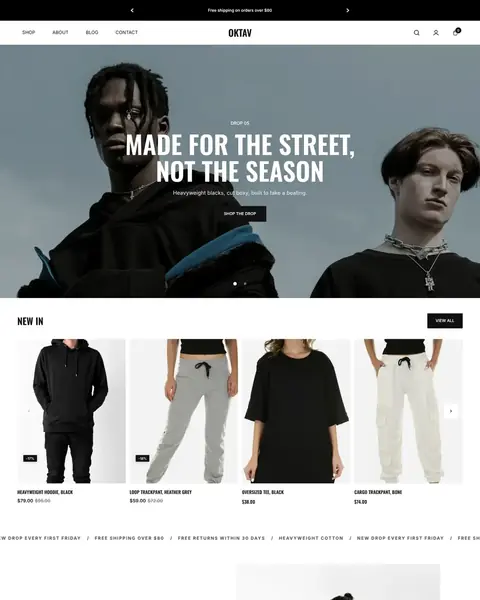 Free shipping on orders over $80
SHOP ABOUT BLOG CONTACT
OKTAV
0
DROP 05
MADE FOR THE STREET,
NOT THE SEASON
Heavyweight blacks, cut boxy, built to take a beating.
SHOP THE DROP
NEW IN
VIEW ALL
HEAVYWEIGHT HOODIE, BLACK
$79.00
LOOP TRACKPANT, HEATHER GREY
$59.00 $72.00
OVERSIZED TEE, BLACK
$38.00
CARGO TRACKPANT, BONE
$74.00
EW DROP EVERY FIRST FRIDAY / FREE SHIPPING OVER $80 / FREE RETURNS WITHIN 30 DAYS / HEAVYWEIGHT COTTON / NEW DROP EVERY FIRST FRIDAY / FREE SH